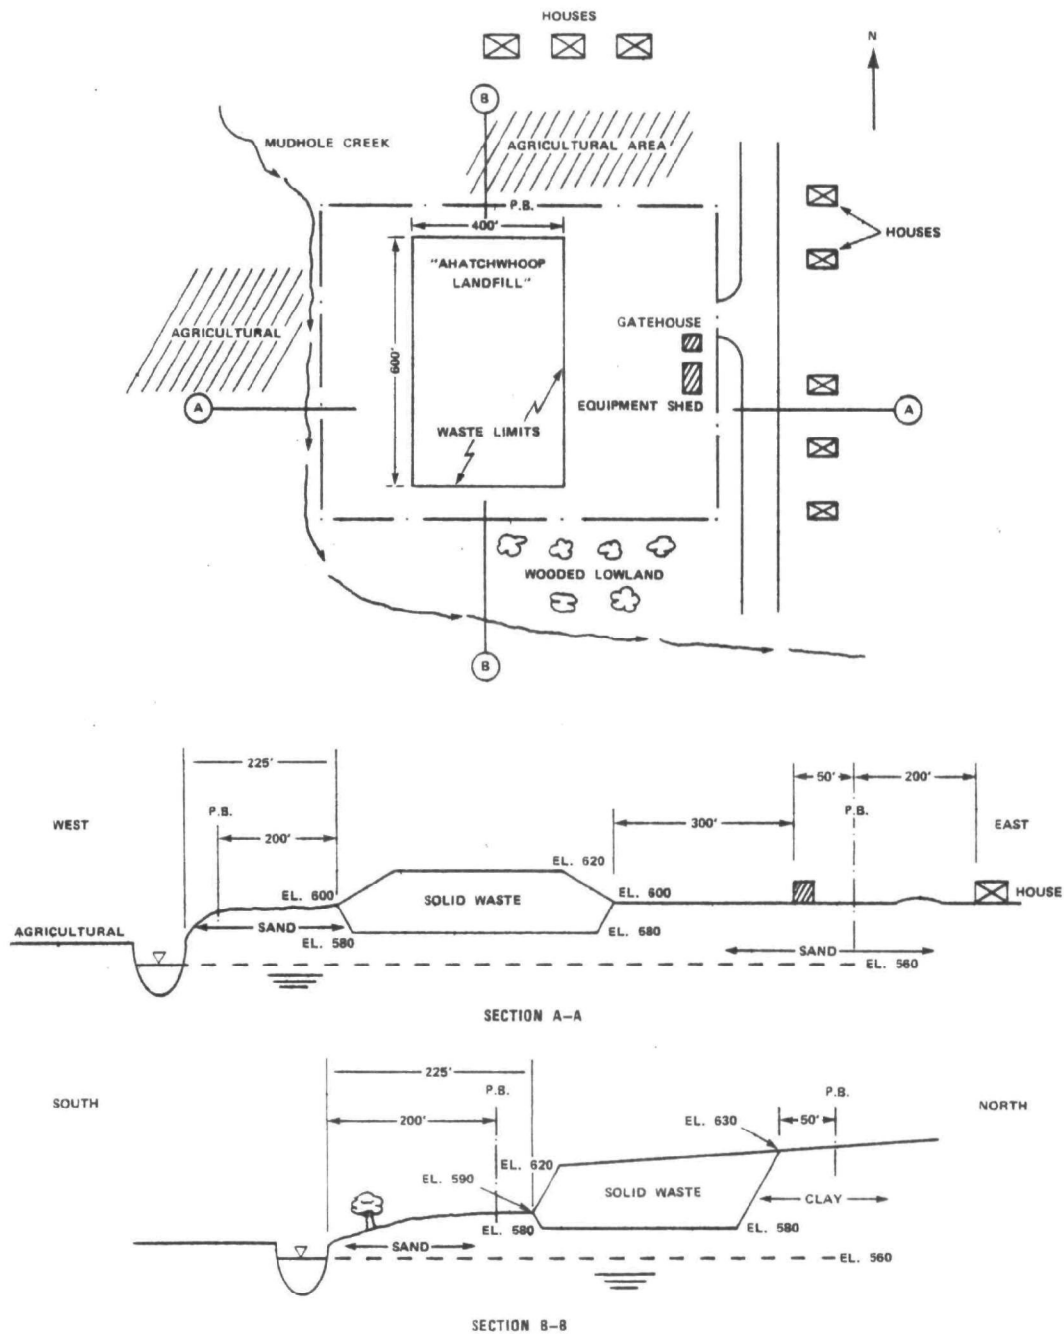 HOUSES
N
B
MUDHOLE CREEK
AGRICULTURAL AREA
P.B.
400'
HOUSES
"AHATCHWHOOP
LANDFILL"
GATEHOUSE
AGRICULTURAL
600'
A
EQUIPMENT SHED
A
WASTE LIMITS
WOODED LOWLAND
B
225'
50'
200'
P.B.
P.B.
WEST
200'
300'
EAST
EL. 620
EL. 600
SOLID WASTE
EL. 600
HOUSE
AGRICULTURAL
SAND
EL. 580
EL. 680
SAND
EL. 560
SECTION A-A
225'
P.B.
P.B.
SOUTH
NORTH
200'
EL. 630
50'
EL. 620
EL. 590
SOLID WASTE
CLAY
EL. 580
EL. 580
SAND
EL. 560
SECTION B-B